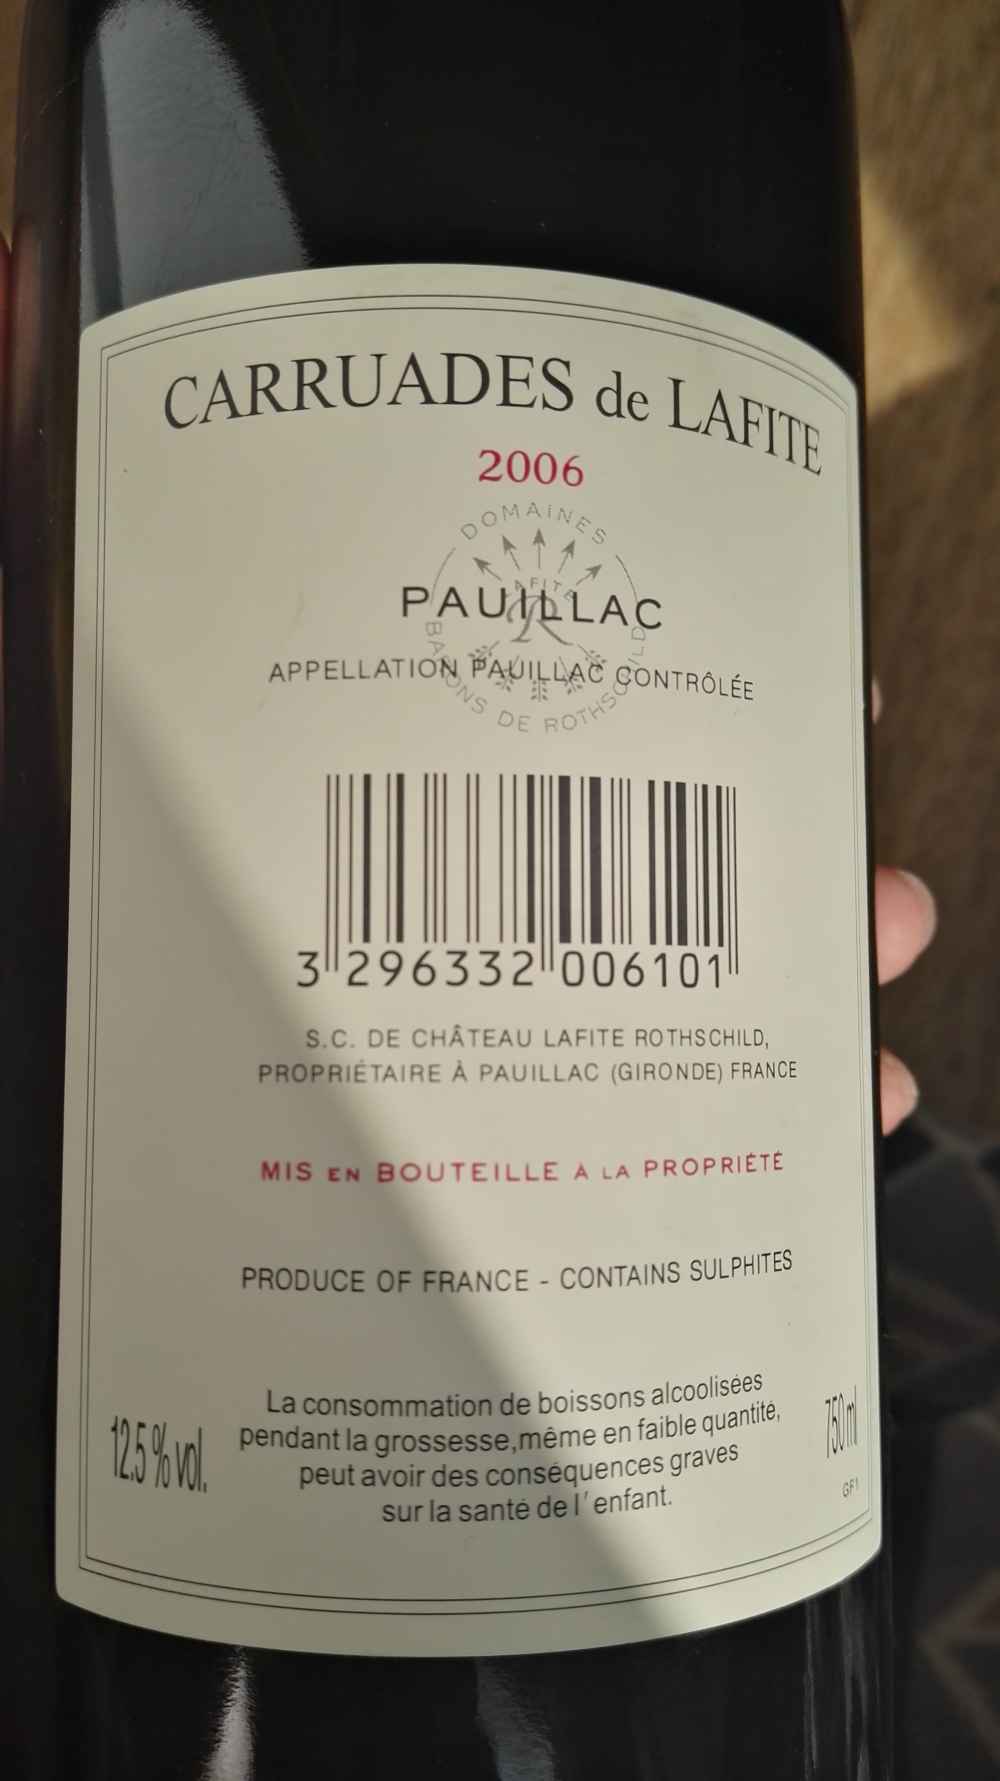 CARRUADES de LAFITE
2006
DOMAINES
LAFITE
R
BARONS DE ROTHSCHILD
PAUILLAC
APPELLATION PAUILLAC CONTRÔLÉE
3 296332 006101
S.C. DE CHÂTEAU LAFITE ROTHSCHILD,
PROPRIÉTAIRE À PAUILLAC (GIRONDE) FRANCE
MIS EN BOUTEILLE A LA PROPRIÉTÉ
PRODUCE OF FRANCE - CONTAINS SULPHITES
12.5 % vol.
La consommation de boissons alcoolisées
pendant la grossesse, même en faible quantité,
peut avoir des conséquences graves
sur la santé de l'enfant.
750 ml
GF1